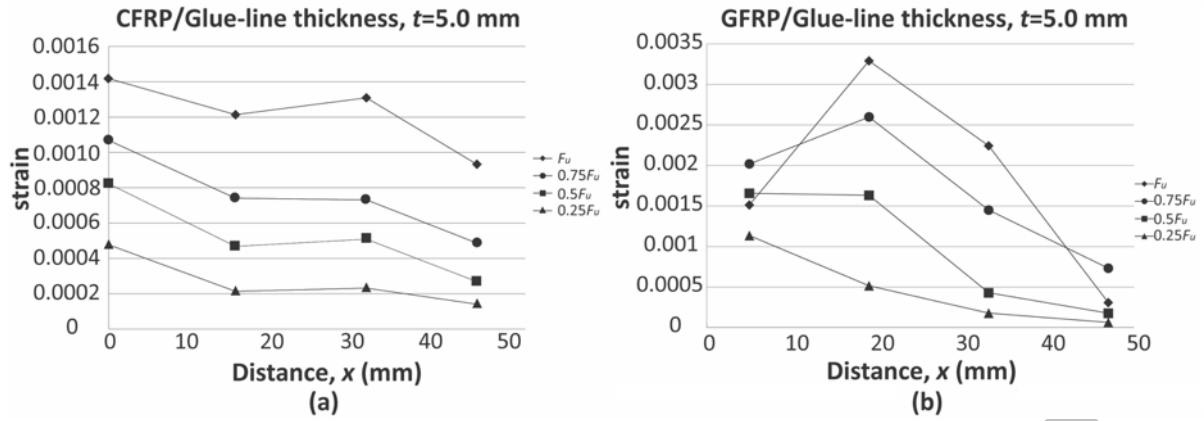 CFRP/Glue-line thickness, t=5.0 mm
0.0016
0.0014
0.0012
0.0010
0.0008
0.0006
0.0004
0.0002
0
strain
0 10 20 30 40 50
Distance, x (mm)
(a)
Fu
0.75Fu
0.5Fu
0.25Fu
GFRP/Glue-line thickness, t=5.0 mm
0.0035
0.003
0.0025
0.002
0.0015
0.001
0.0005
0
strain
0 10 20 30 40 50
Distance, x (mm)
(b)
Fu
0.75Fu
0.5Fu
0.25Fu